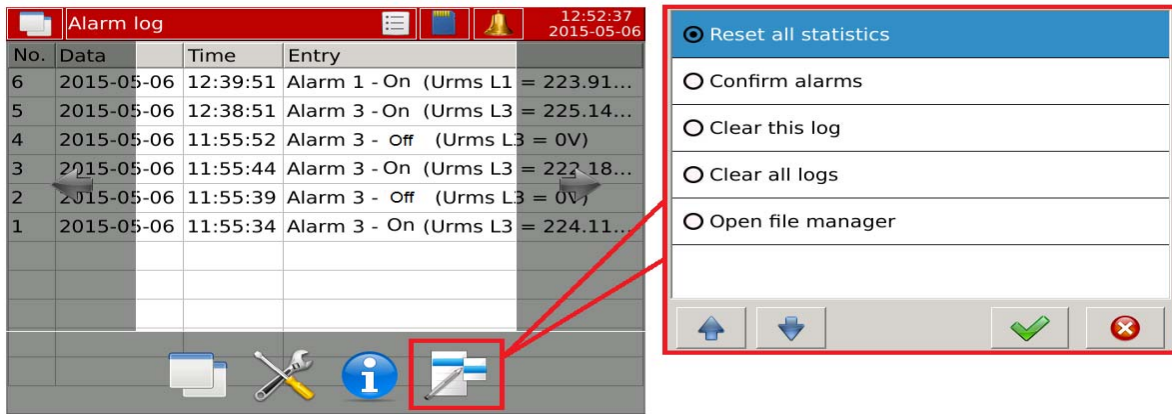 Alarm log
12:52:37
2015-05-06
No. Data Time Entry
6 2015-05-06 12:39:51 Alarm 1 - On (Urms L1 = 223.91...
5 2015-05-06 12:38:51 Alarm 3 - On (Urms L3 = 225.14...
4 2015-05-06 11:55:52 Alarm 3 - Off (Urms L3 = 0V)
3 2015-05-06 11:55:44 Alarm 3 - On (Urms L3 = 222.18...
2 2015-05-06 11:55:39 Alarm 3 - Off (Urms L3 = 0V)
1 2015-05-06 11:55:34 Alarm 3 - On (Urms L3 = 224.11...
Reset all statistics
Confirm alarms
Clear this log
Clear all logs
Open file manager